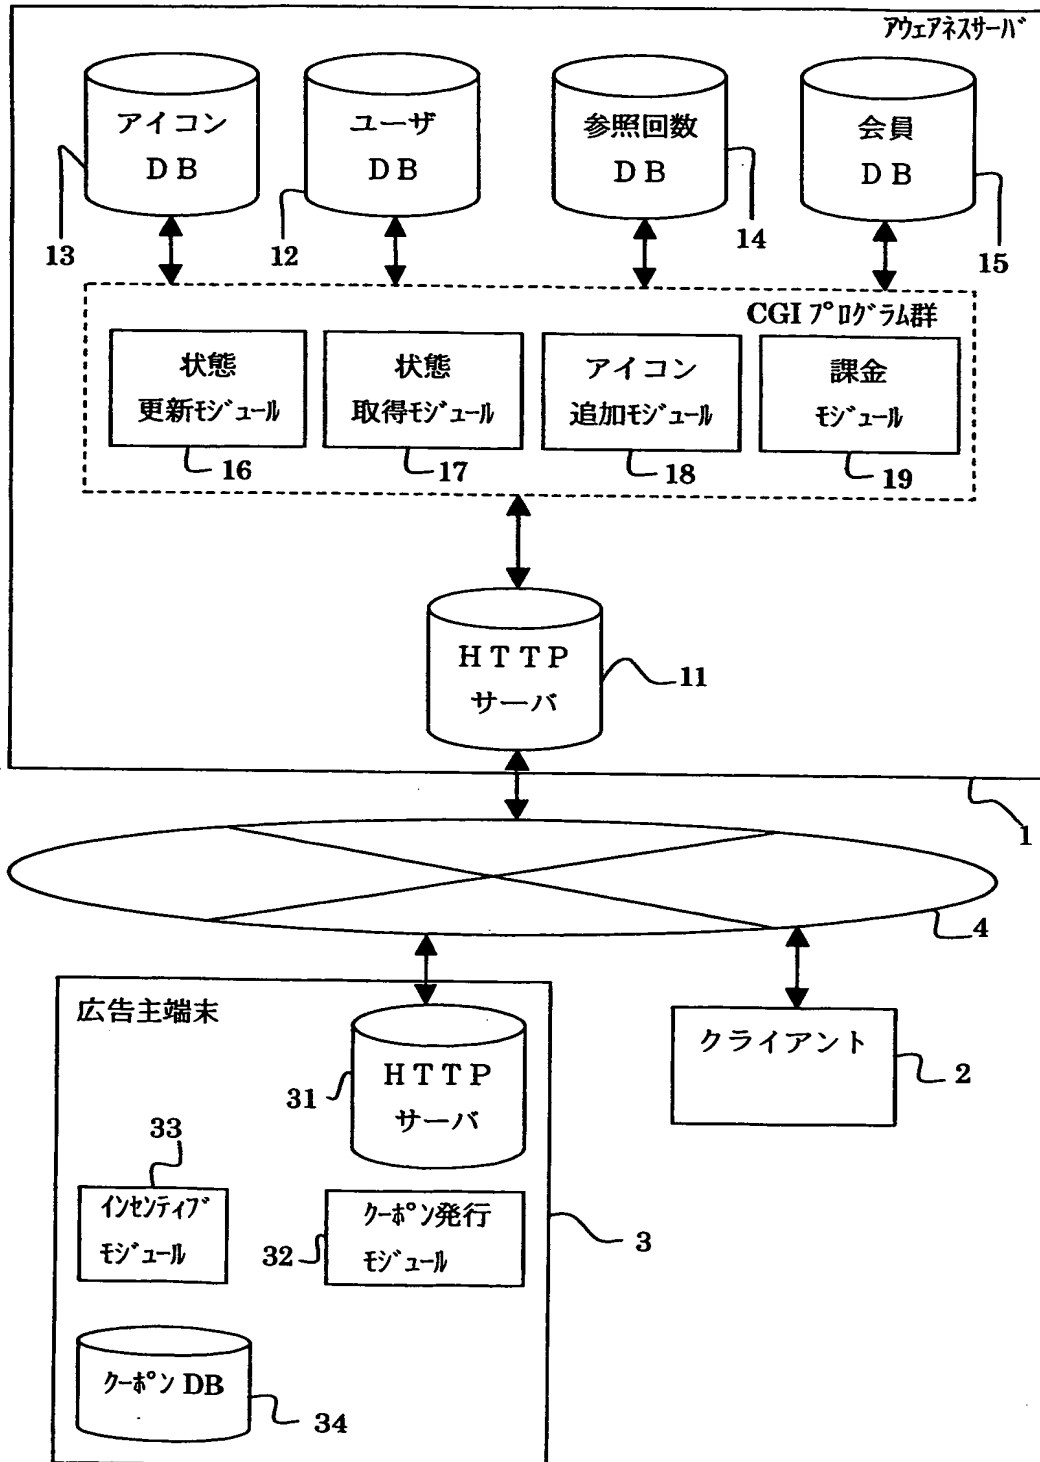 アウェアネスサーバ
アイコン
DB
ユーザ
DB
参照回数
DB
会員
DB
13
12
14
15
CGI プログラム群
状態
更新モジュール
状態
取得モジュール
アイコン
追加モジュール
課金
モジュール
16
17
18
19
HTTP
サーバ
11
1
4
広告主端末
HTTP
サーバ
31
クライアント
2
33
インセンティブ
モジュール
クーポン発行
モジュール
32
3
クーポン DB
34